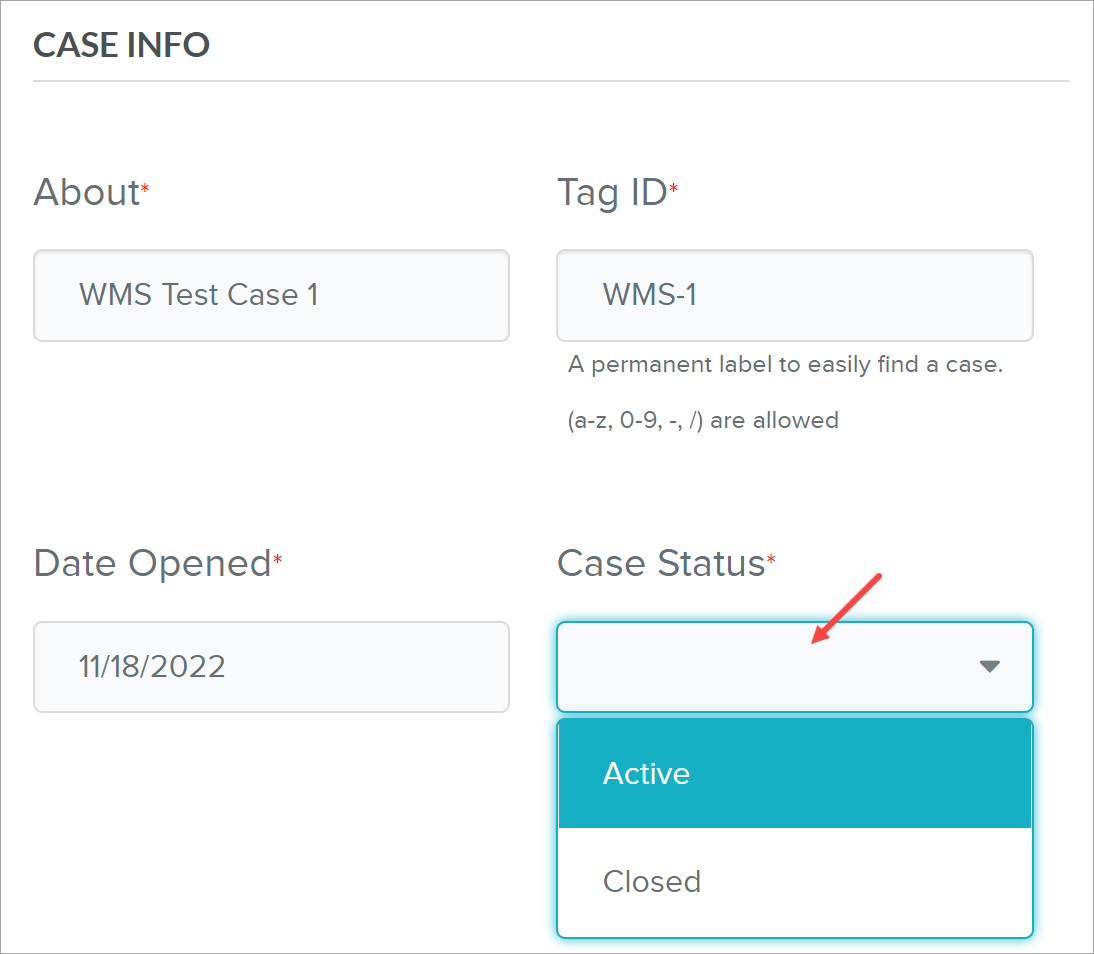 CASE INFO
About*
Tag ID*
WMS Test Case 1
WMS-1
A permanent label to easily find a case.
(a-z, 0-9, -, /) are allowed
Date Opened*
Case Status*
11/18/2022
Active
Closed